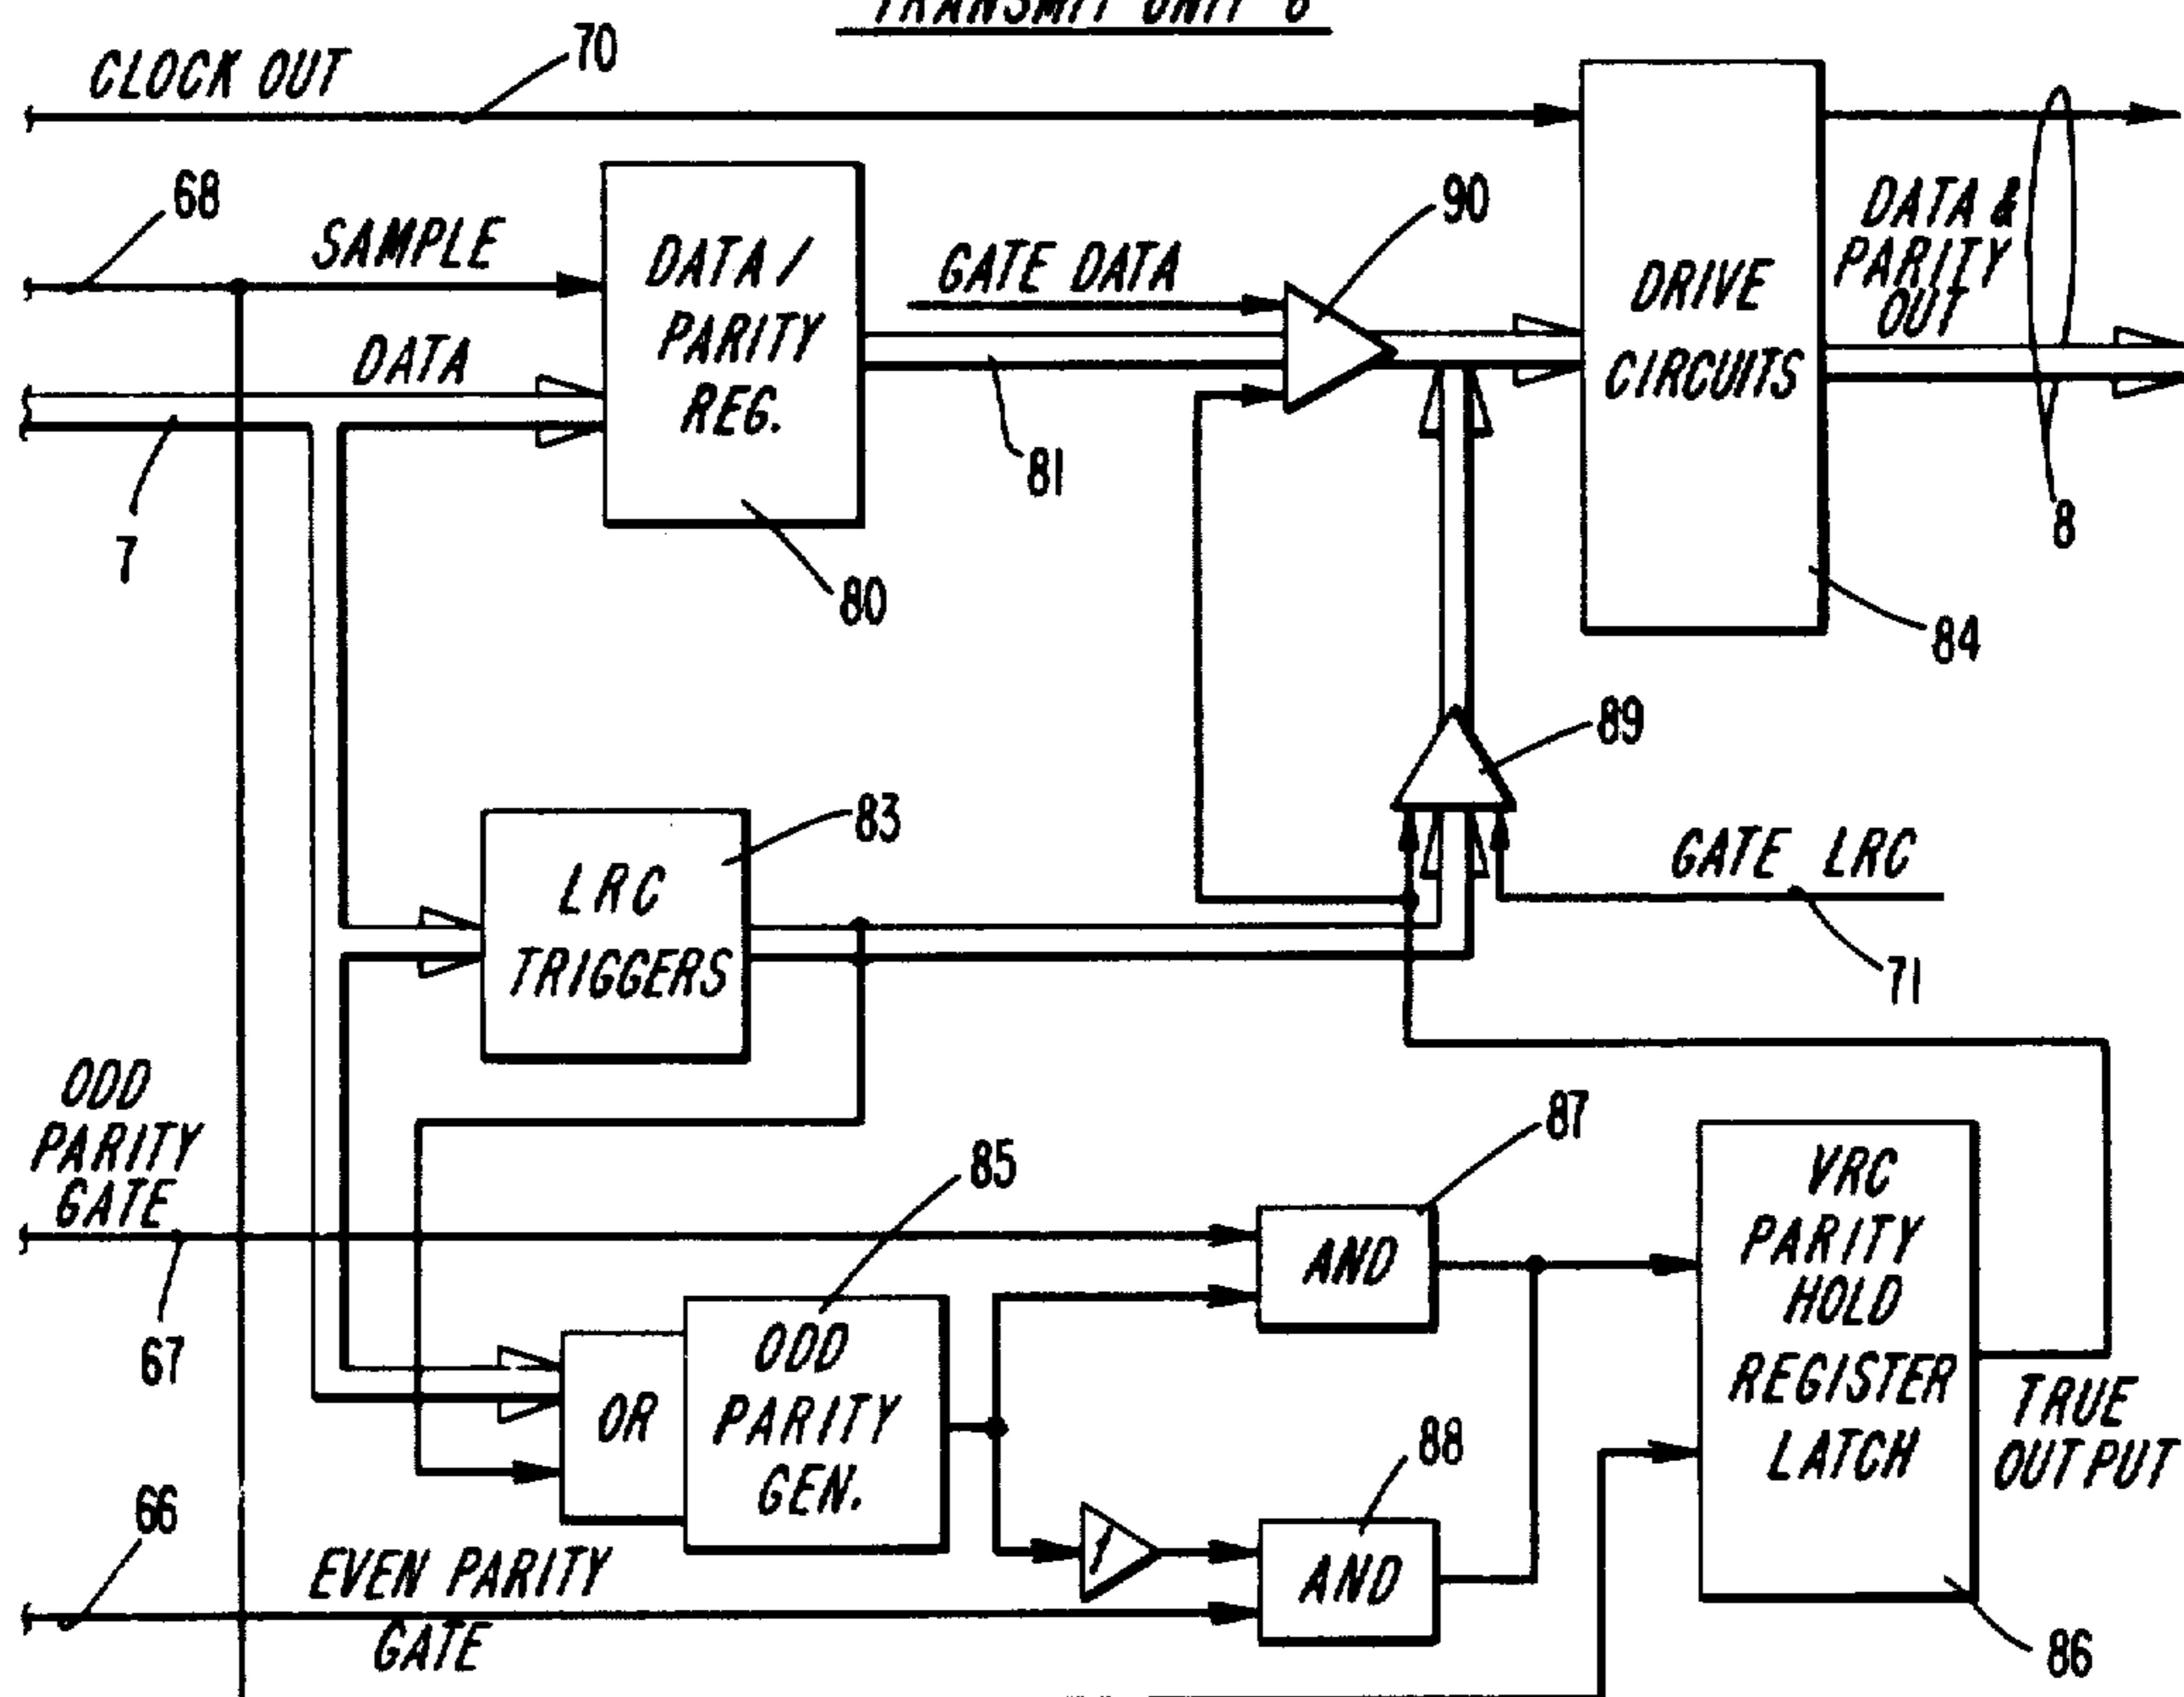 TRANSMIT UNIT 6
CLOCK OUT
70
68
SAMPLE
DATA
7
DATA /
PARITY
REG.
80
GATE DATA
81
90
DRIVE
CIRCUITS
84
DATA &
PARITY
OUT
8
89
GATE LRC
71
83
LRC
TRIGGERS
ODD
PARITY
GATE
67
85
OR
ODD
PARITY
GEN.
87
AND
88
AND
I
VRC
PARITY
HOLD
REGISTER
LATCH
TRUE
OUTPUT
86
66
EVEN PARITY
GATE